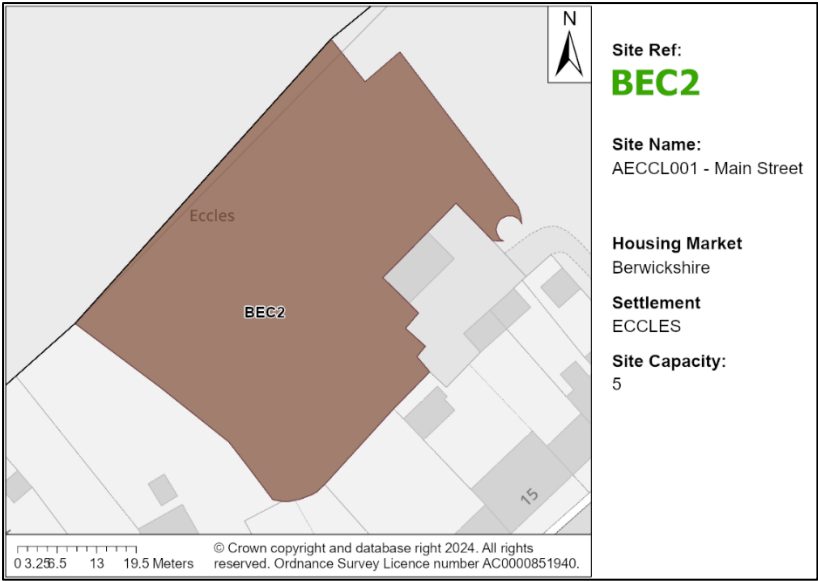 N
Eccles
BEC2
15
0 3.25 6.5 13 19.5 Meters
© Crown copyright and database right 2024. All rights
reserved. Ordnance Survey Licence number AC0000851940.
Site Ref:
BEC2
Site Name:
AECCL001 - Main Street
Housing Market
Berwickshire
Settlement
ECCLES
Site Capacity:
5